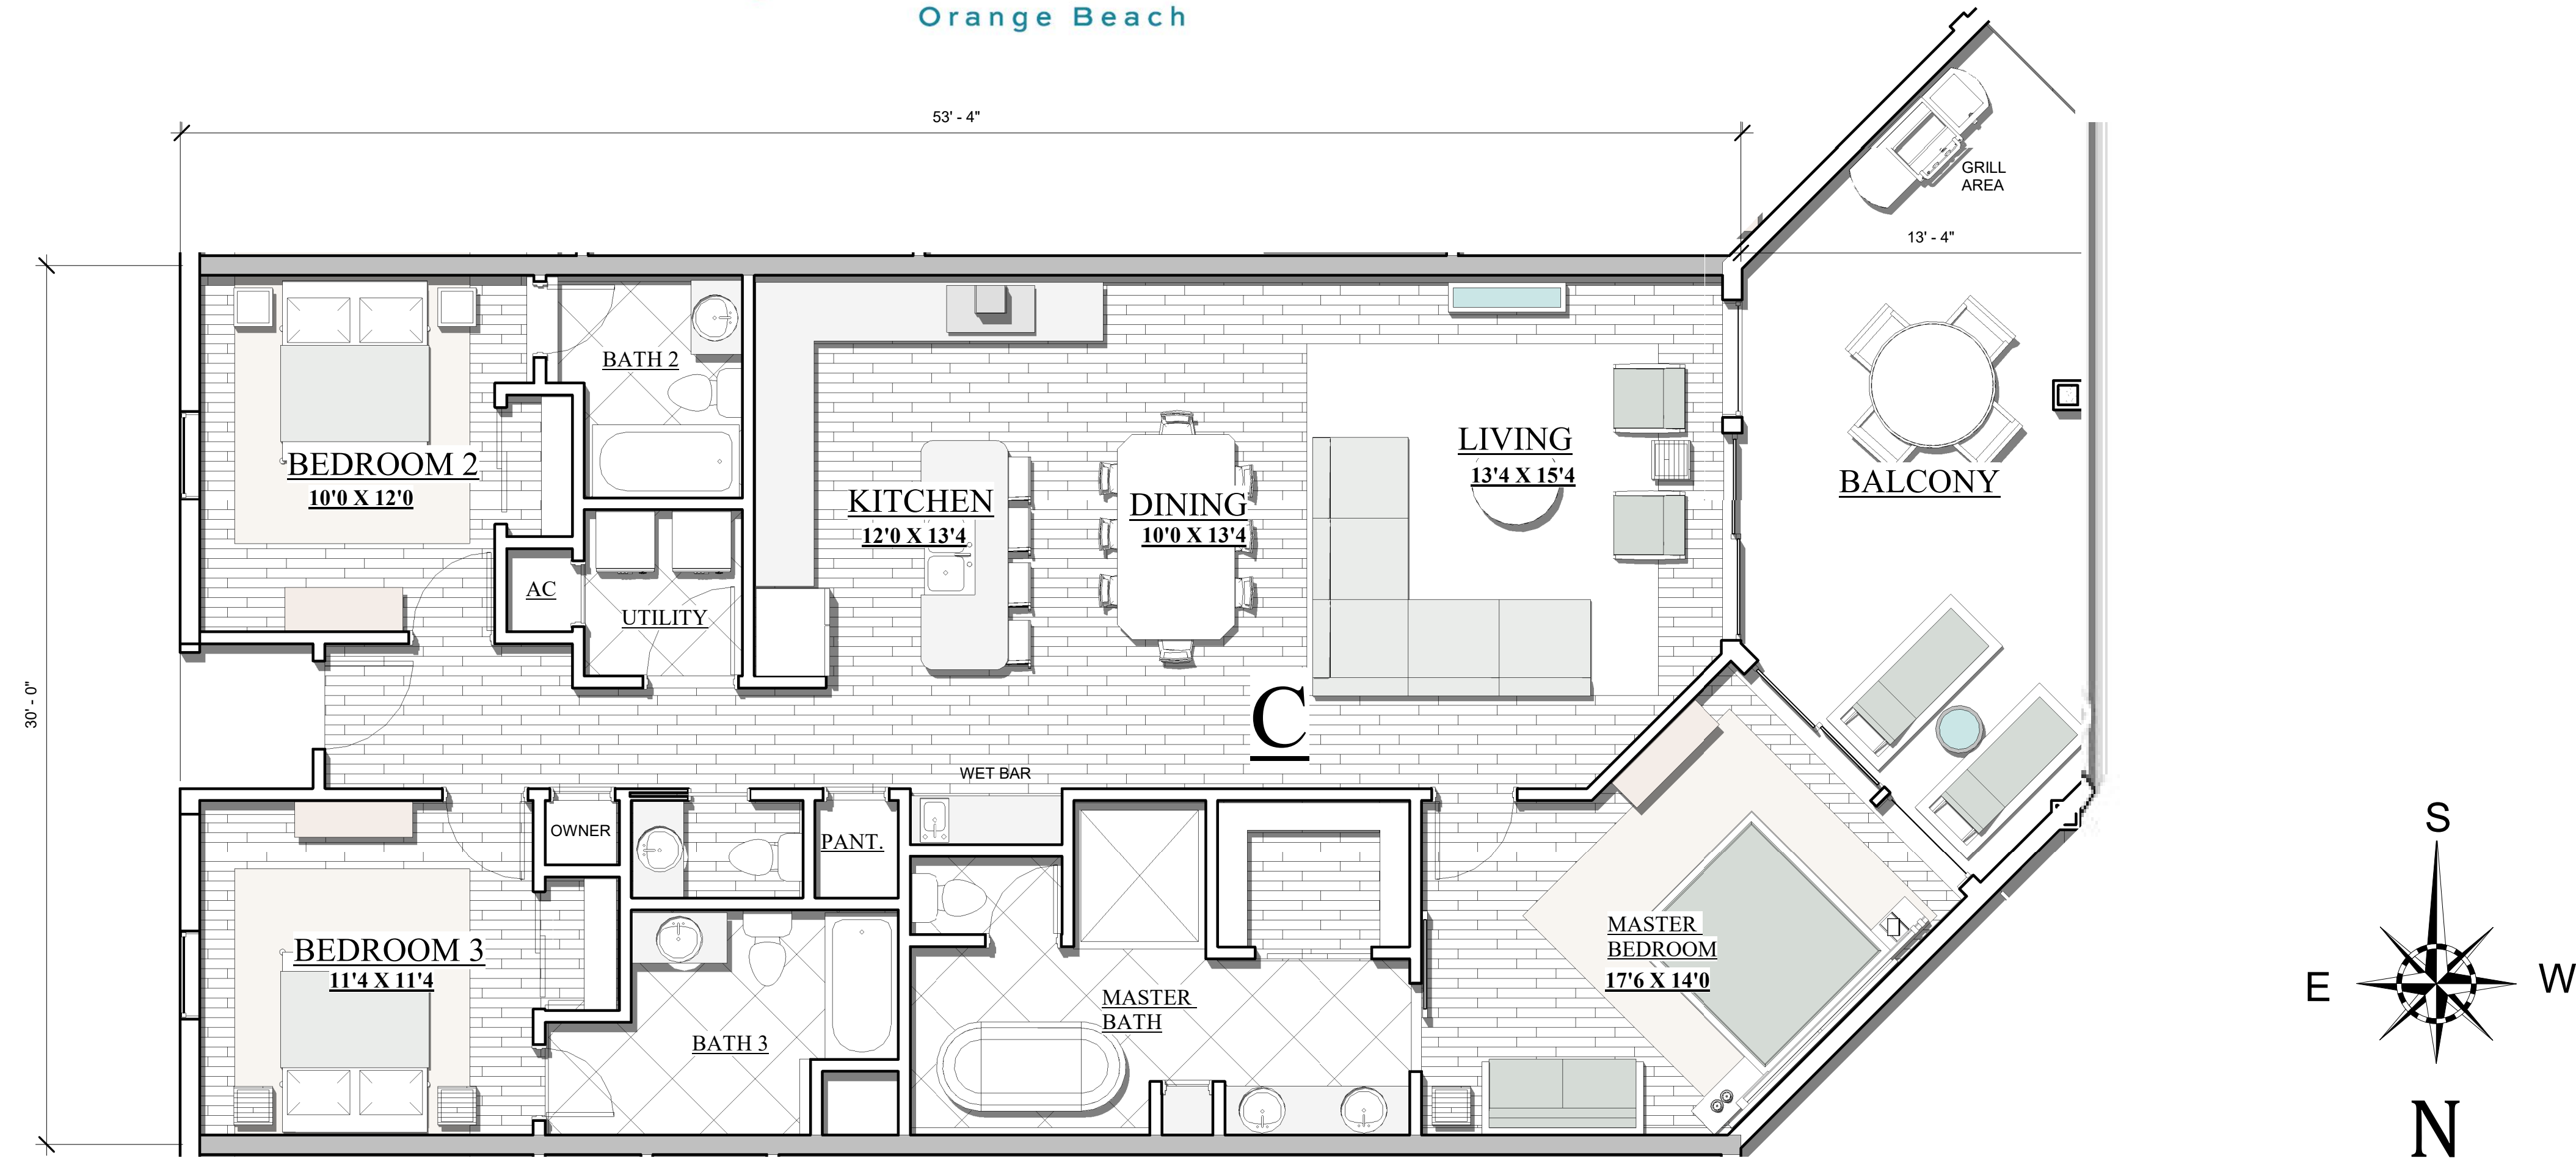 Orange Beach
53' - 4"
GRILL
AREA
13' - 4"
BATH 2
BEDROOM 2
10'0 X 12'0
LIVING
13'4 X 15'4
KITCHEN
12'0 X 13'4
DINING
10'0 X 13'4
BALCONY
AC
UTILITY
30' - 0"
C
WET BAR
OWNER
PANT.
BEDROOM 3
11'4 X 11'4
BATH 3
MASTER
BATH
MASTER
BEDROOM
17'6 X 14'0
S
E
W
N